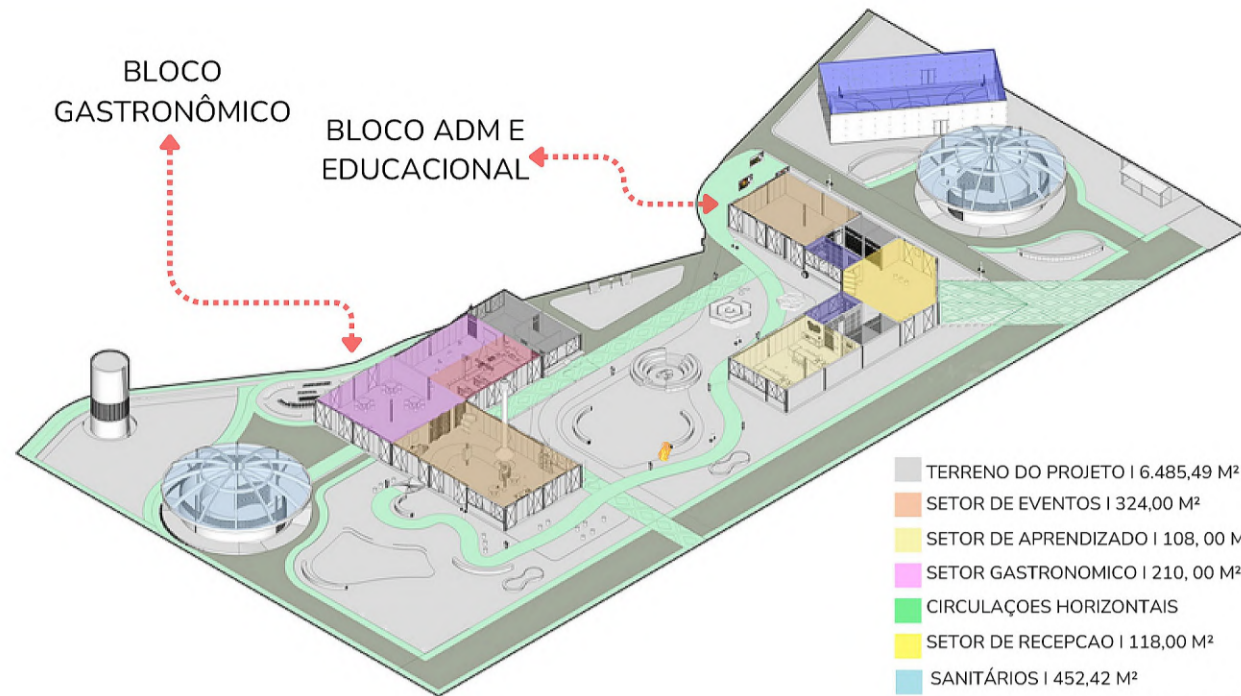 BLOCO
GASTRONÔMICO
BLOCO ADM E
EDUCACIONAL
TERRENO DO PROJETO I 6.485,49 M²
SETOR DE EVENTOS I 324,00 M²
SETOR DE APRENDIZADO I 108, 00 M
SETOR GASTRONOMICO I 210, 00 M²
CIRCULAÇOES HORIZONTAIS
SETOR DE RECEPCAO I 118,00 M²
SANITÁRIOS I 452,42 M²